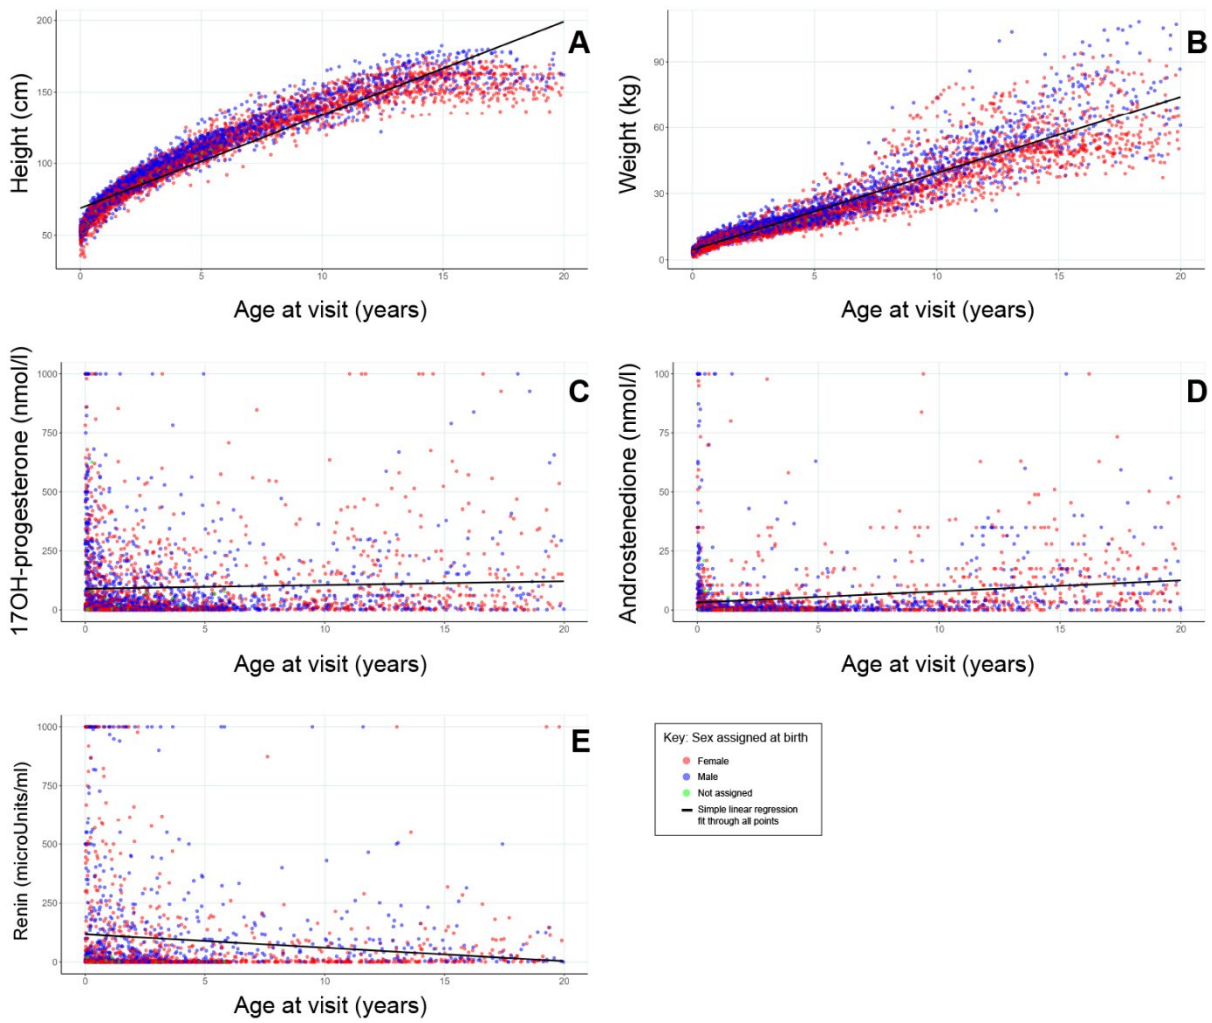 A
Height (cm)
200
150
100
50
0
5
10
15
20
Age at visit (years)
B
Weight (kg)
90
60
30
0
0
5
10
15
20
Age at visit (years)
C
17OH-progesterone (nmol/l)
1000
750
500
250
0
0
5
10
15
20
Age at visit (years)
D
Androstenedione (nmol/l)
100
75
50
25
0
0
5
10
15
20
Age at visit (years)
E
Renin (microUnits/ml)
1000
750
500
250
0
0
5
10
15
20
Age at visit (years)
Key: Sex assigned at birth
Female
Male
Not assigned
Simple linear regression
fit through all points